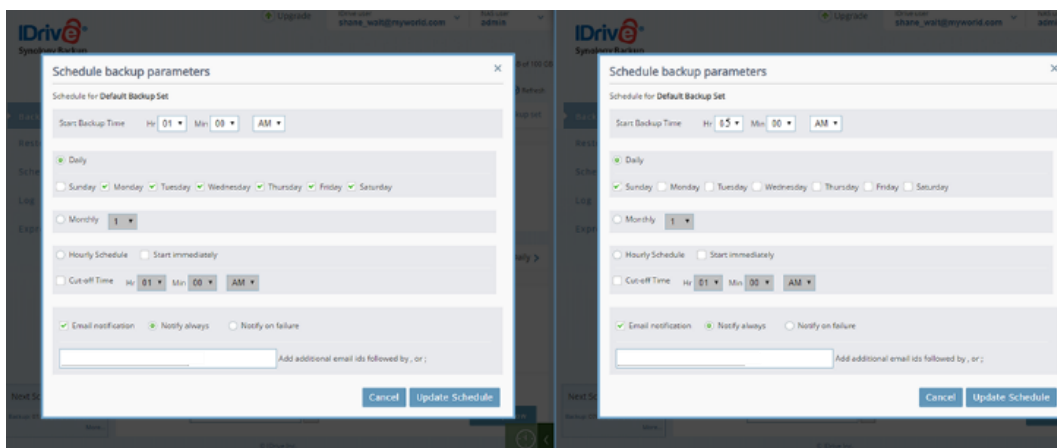 Upgrade
IDrive user
shane_wait@myworld.com
admin
IDrive®
Synology Backup
Schedule backup parameters
×
Schedule for Default Backup Set
Start Backup Time Hr 01 Min 00 AM
Daily
Sunday Monday Tuesday Wednesday Thursday Friday Saturday
Monthly 1
Hourly Schedule Start immediately
Cut-off Time Hr 01 Min 00 AM
Email notification Notify always Notify on failure
Add additional email ids followed by , or ;
Cancel Update Schedule
Upgrade
IDrive user
shane_wait@myworld.com
IDrive®
Synology Backup
Schedule backup parameters
×
Schedule for Default Backup Set
Start Backup Time Hr 05 Min 00 AM
Daily
Sunday Monday Tuesday Wednesday Thursday Friday Saturday
Monthly 1
Hourly Schedule Start immediately
Cut-off Time Hr 01 Min 00 AM
Email notification Notify always Notify on failure
Add additional email ids followed by , or ;
Cancel Update Schedule